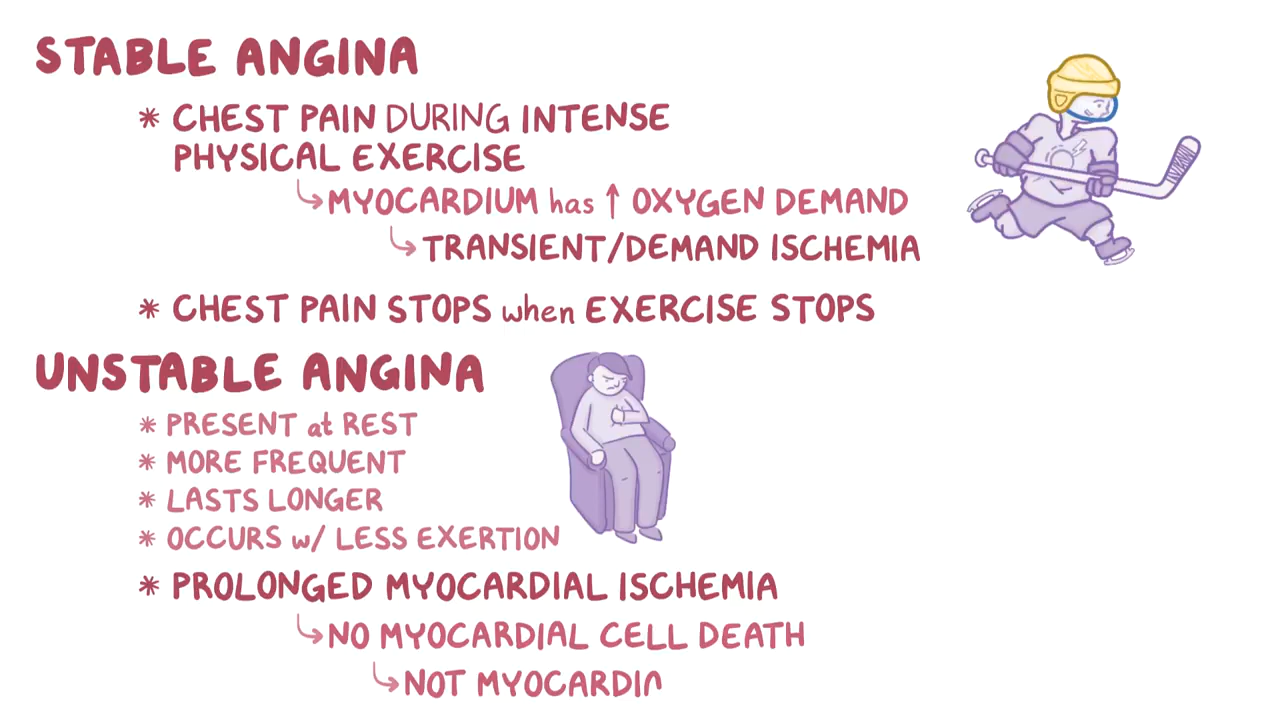 STABLE ANGINA
* CHEST PAIN DURING INTENSE
PHYSICAL EXERCISE
↳ MYOCARDIUM has ↑ OXYGEN DEMAND
↳ TRANSIENT/DEMAND ISCHEMIA
* CHEST PAIN STOPS when EXERCISE STOPS
UNSTABLE ANGINA
* PRESENT at REST
* MORE FREQUENT
* LASTS LONGER
* OCCURS w/ LESS EXERTION
* PROLONGED MYOCARDIAL ISCHEMIA
↳ NO MYOCARDIAL CELL DEATH
↳ NOT